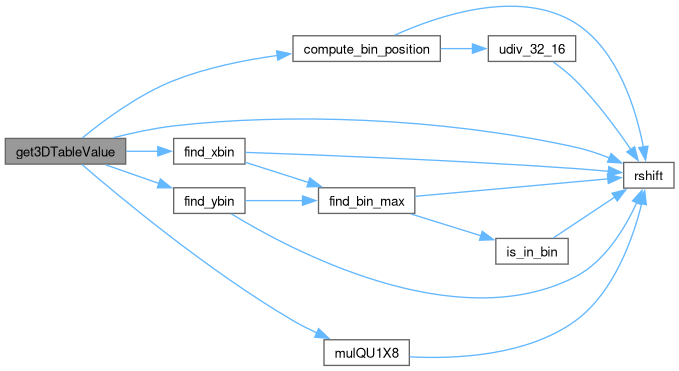 compute_bin_position
udiv_32_16
get3DTableValue
find_xbin
rshift
find_ybin
find_bin_max
is_in_bin
mulQU1X8